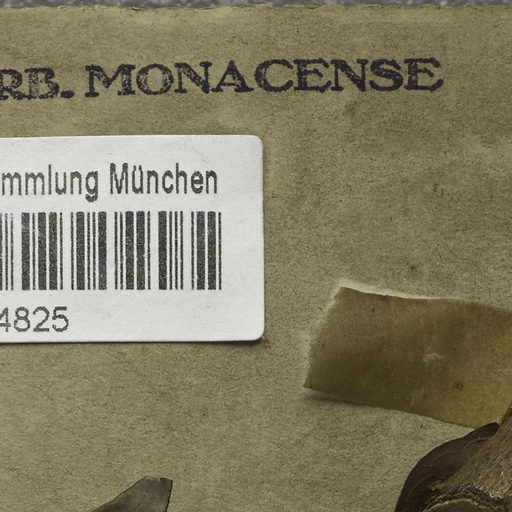 RB. MONACENSE
mmlung München
4825